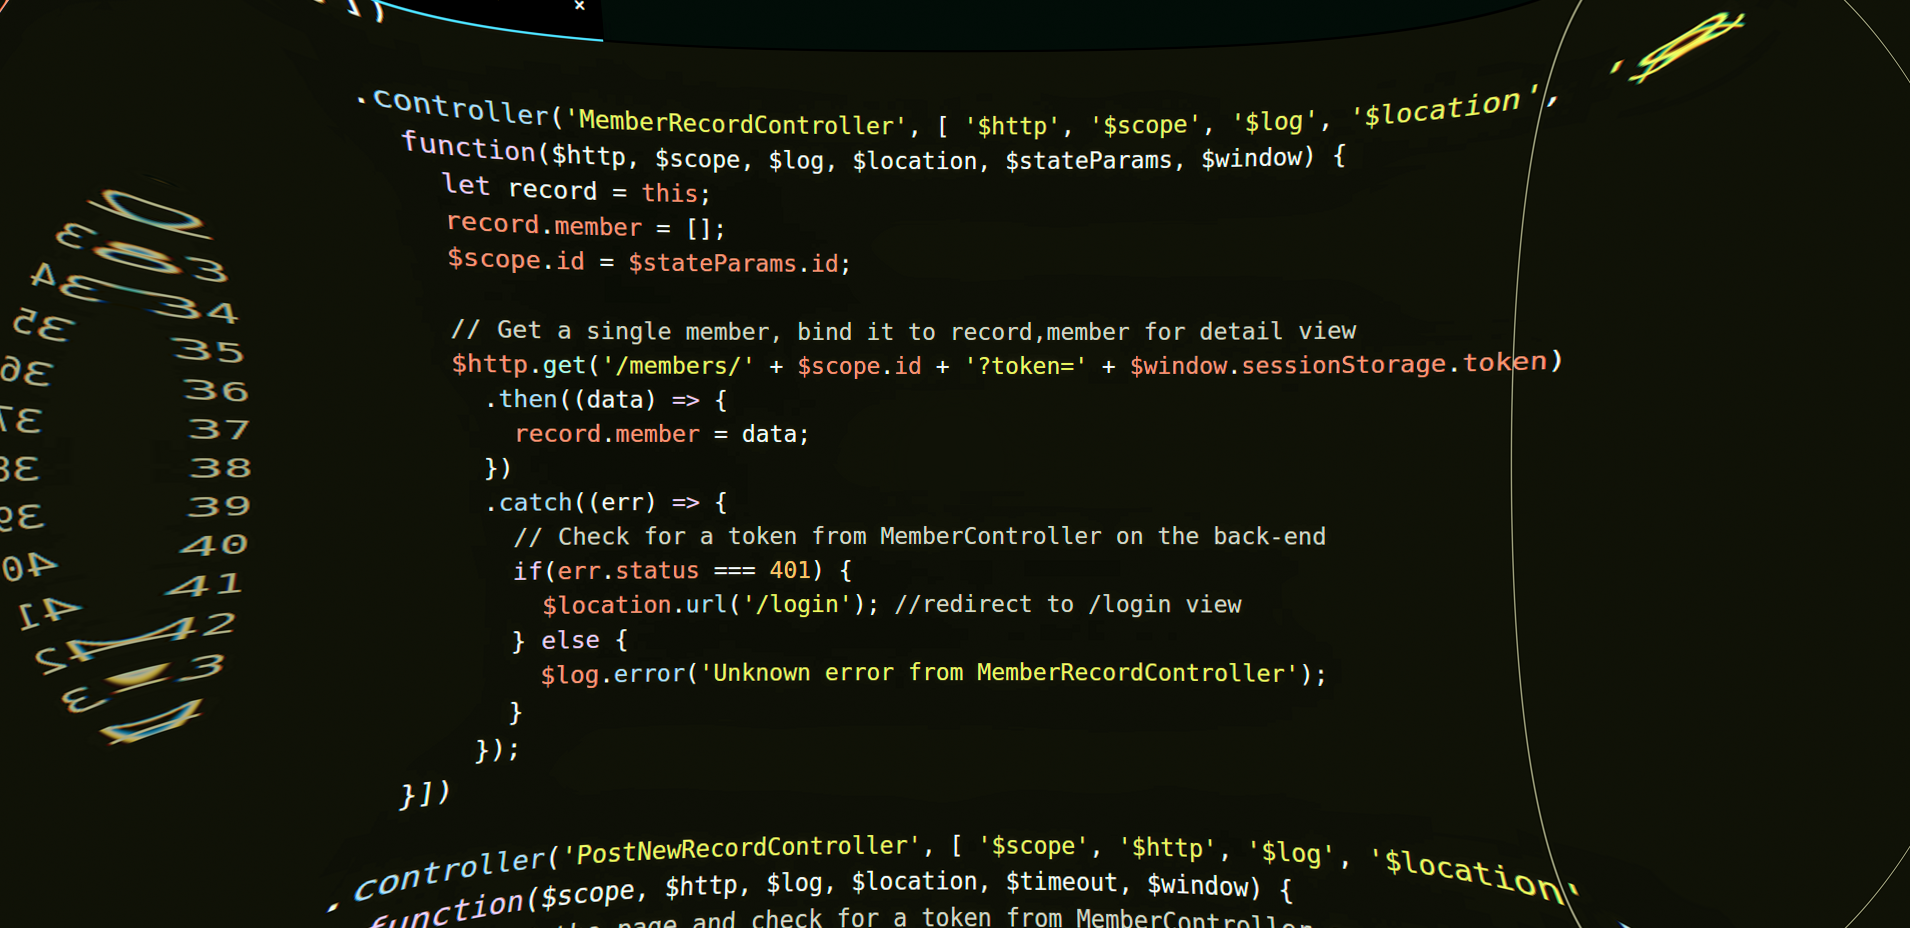 .controller('MemberRecordController', [ '$http', '$scope', '$log', '$location', '$
function($http, $scope, $log, $location, $stateParams, $window) {
let record = this;
record.member = [];
$scope.id = $stateParams.id;
// Get a single member, bind it to record,member for detail view
$http.get('/members/' + $scope.id + '?token=' + $window.sessionStorage.token)
.then((data) => {
record.member = data;
})
.catch((err) => {
// Check for a token from MemberController on the back-end
if(err.status === 401) {
$location.url('/login'); //redirect to /login view
} else {
$log.error('Unknown error from MemberRecordController');
}
});
}])
.controller('PostNewRecordController', [ '$scope', '$http', '$log', '$location'
function($scope, $http, $log, $location, $timeout, $window) {
the page and check for a token from MemberController
34
35
36
37
38
39
40
41
42